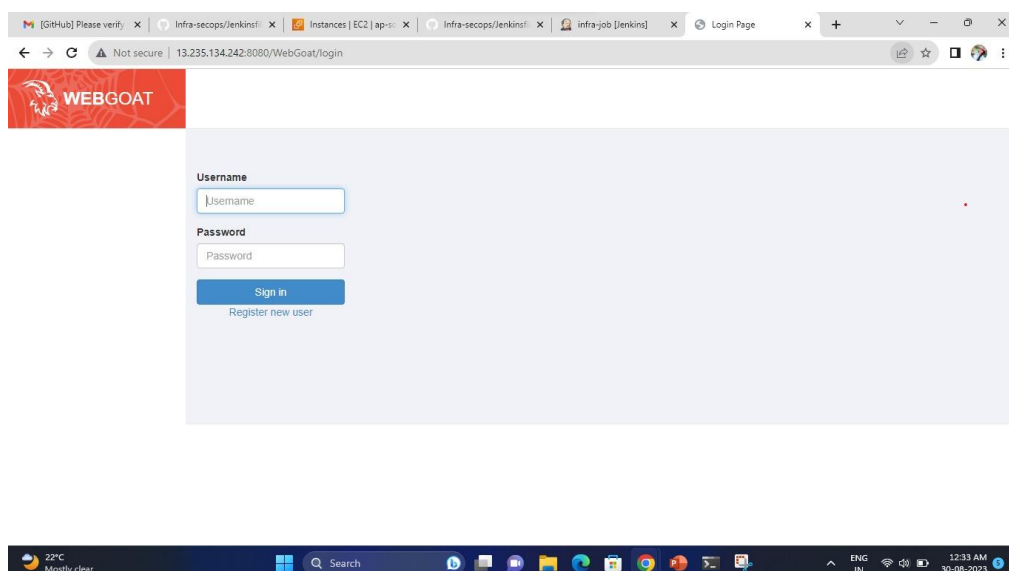 [GitHub] Please verify
Infra-secops/Jenkinsfil
Instances | EC2 | ap-so
Infra-secops/Jenkinsfi
infra-job [Jenkins]
Login Page
Not secure | 13.235.134.242:8080/WebGoat/login
WEBGOAT
Username
Username
Password
Password
Sign in
Register new user
22°C
Mostly clear
Search
ENG
IN
12:33 AM
30-08-2023
5